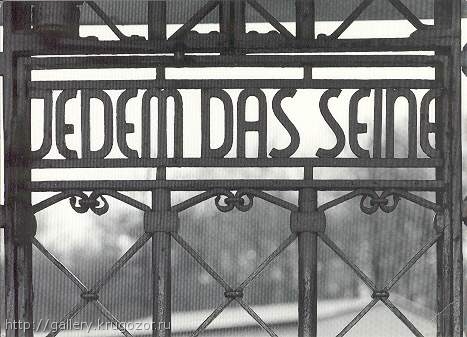 JEDEM DAS SEINE
http://gallery.krugozor.ru